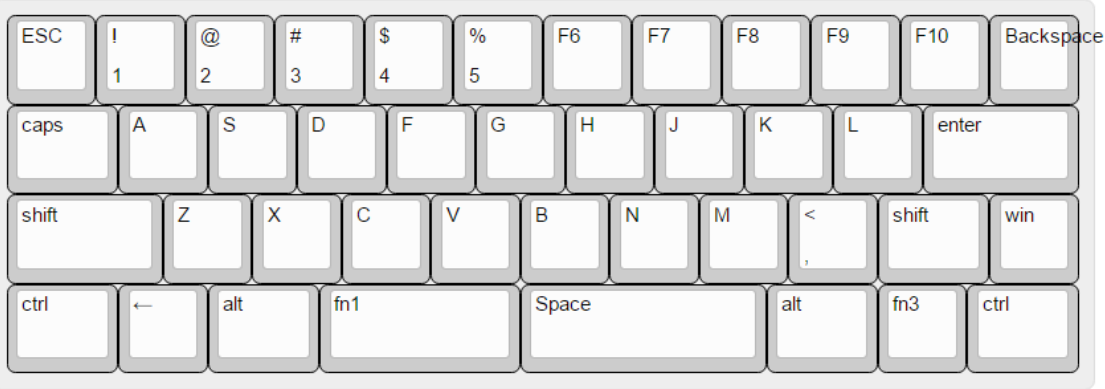 ESC ! @ # $ % F6 F7 F8 F9 F10 Backspace
1 2 3 4 5
caps A S D F G H J K L enter
shift Z X C V B N M < shift win
,
ctrl ← alt fn1 Space alt fn3 ctrl